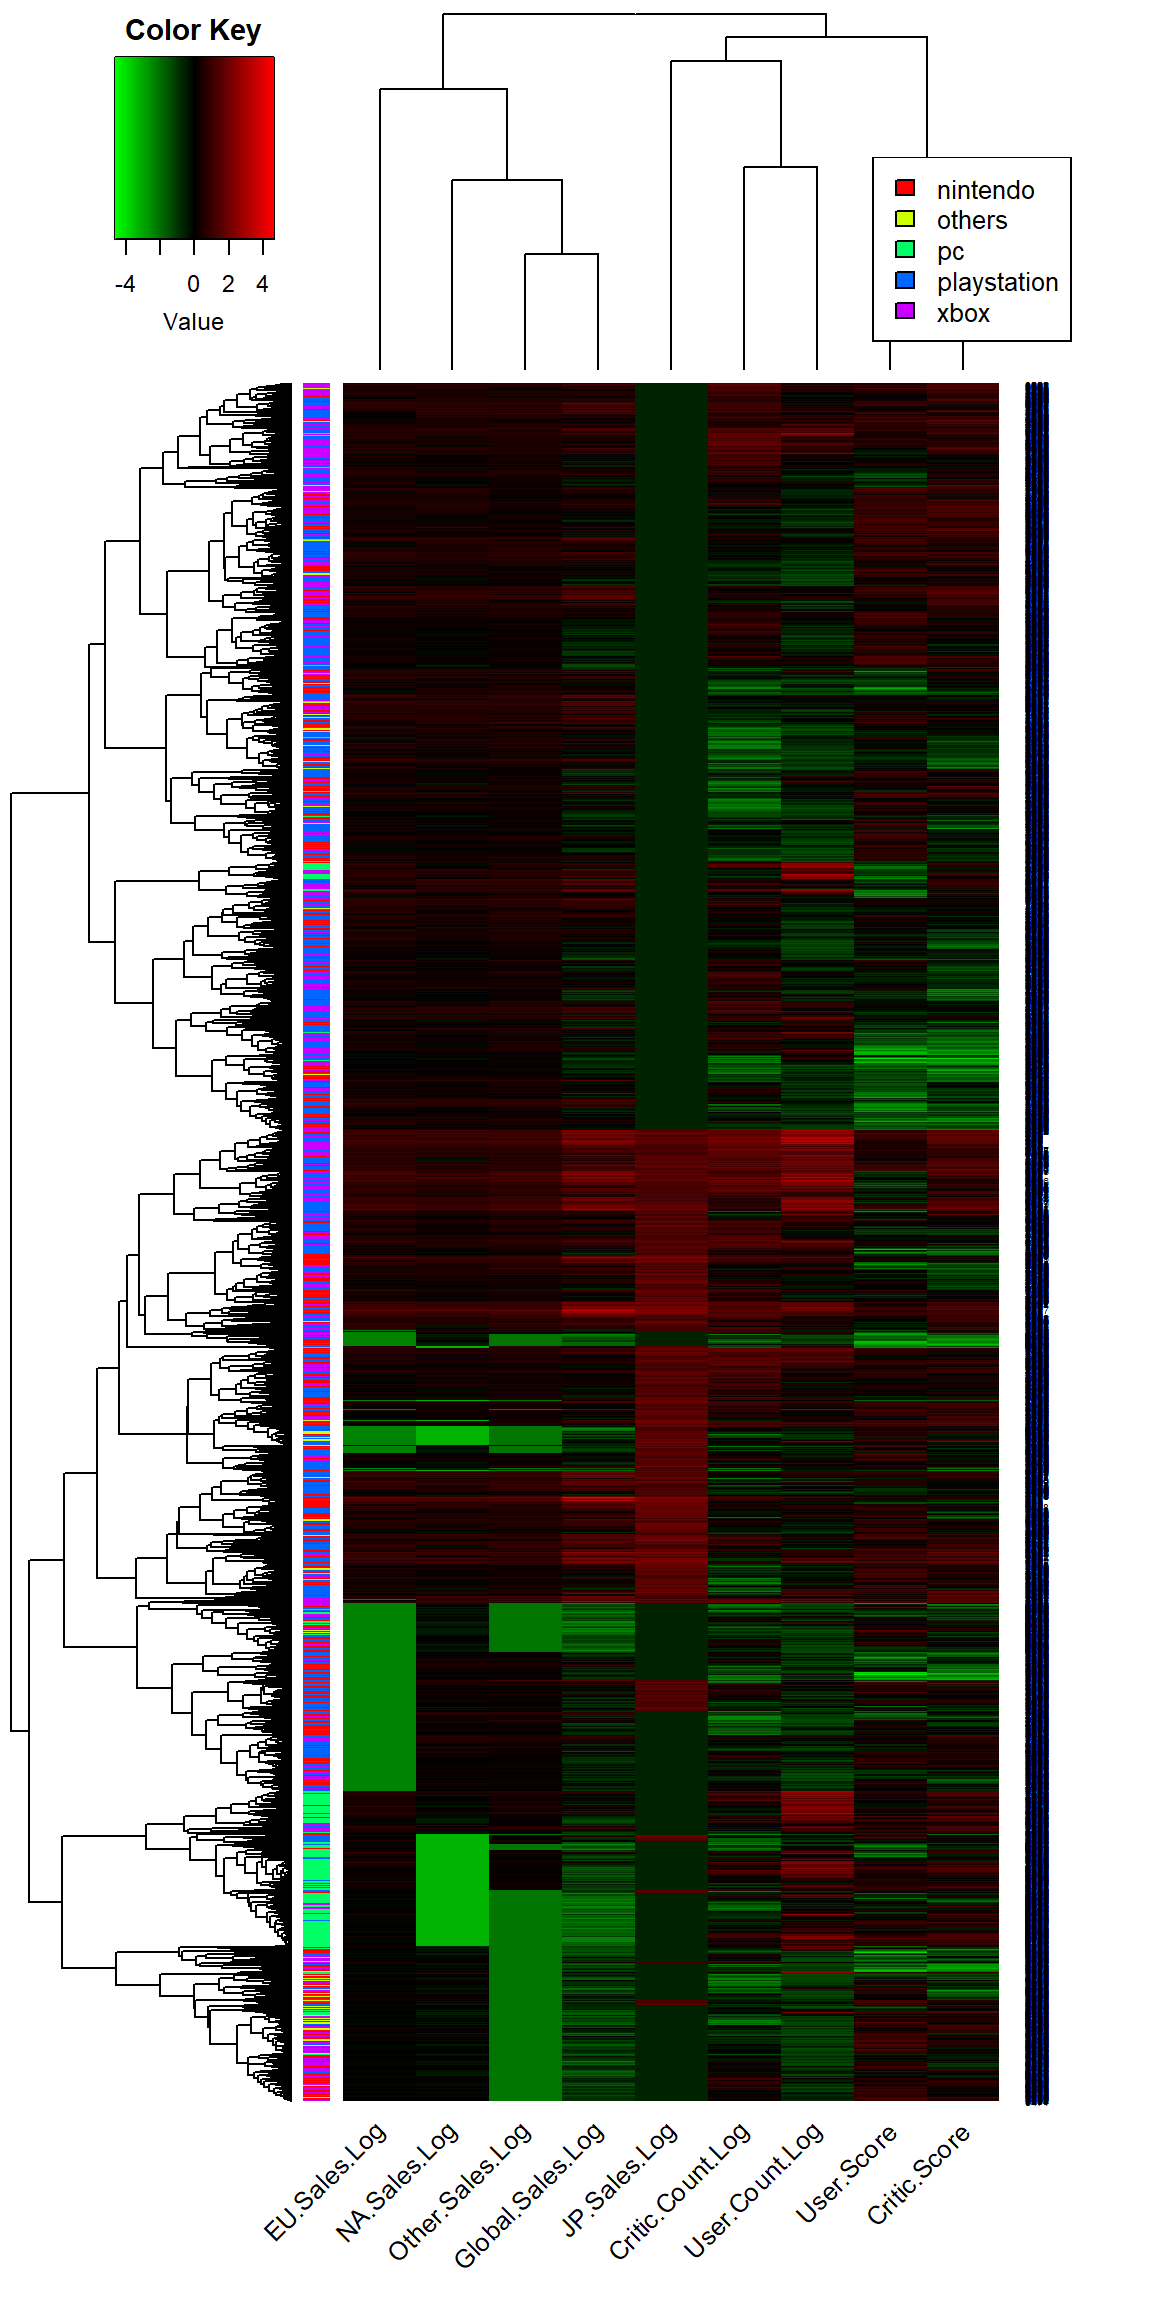 Color Key
-4 0 2 4
Value
nintendo
others
pc
playstation
xbox
EU.Sales.Log
NA.Sales.Log
Other.Sales.Log
Global.Sales.Log
JP.Sales.Log
Critic.Count.Log
User.Count.Log
User.Score
Critic.Score